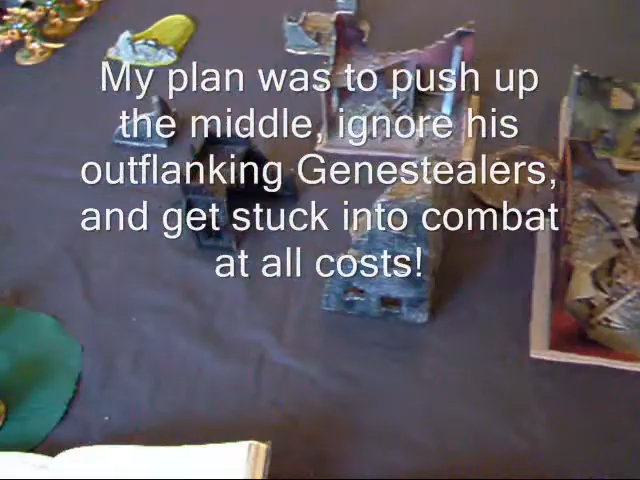 My plan was to push up
the middle, ignore his
outflanking Genestealers,
and get stuck into combat
at all costs!